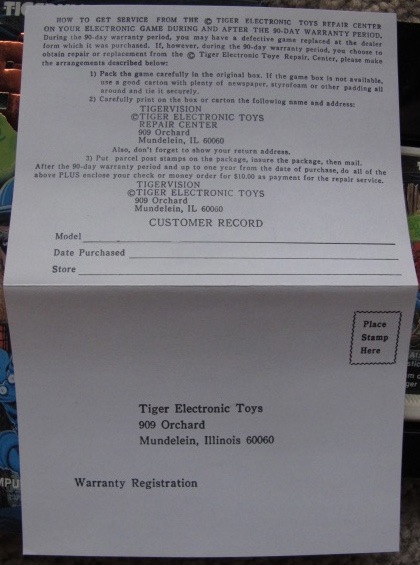 TIGER
HOW TO GET SERVICE FROM THE © TIGER ELECTRONIC TOYS REPAIR CENTER
ON YOUR ELECTRONIC GAME DURING AND AFTER THE 90-DAY WARRANTY PERIOD.
During the 90-day warranty period, you may have a defective game replaced at the dealer
form which it was purchased. If, however, during the 90-day warranty period, you choose to
obtain repair or replacement from the © Tiger Electronic Toys Repair, Center, please make
the arrangements described below:
1) Pack the game carefully in the original box. If the game box is not available,
use a good carton with plenty of newspaper, styrofoam or other padding all
around and tie it securely.
2) Carefully print on the box or carton the following name and address:
TIGERVISION
©TIGER ELECTRONIC TOYS
REPAIR CENTER
909 Orchard
Mundelein, IL 60060
Also, don't forget to show your return address.
3) Put parcel post stamps on the package, insure the package, then mail.
After the 90-day warranty period and up to one year from the date of purchase, do all of the
above PLUS enclose your check or money order for $10.00 as payment for the repair service.
TIGERVISION
©TIGER ELECTRONIC TOYS
909 Orchard
Mundelein, IL 60060
CUSTOMER RECORD
Model
Date Purchased
Store
Place
Stamp
Here
Tiger Electronic Toys
909 Orchard
Mundelein, Illinois 60060
Warranty Registration